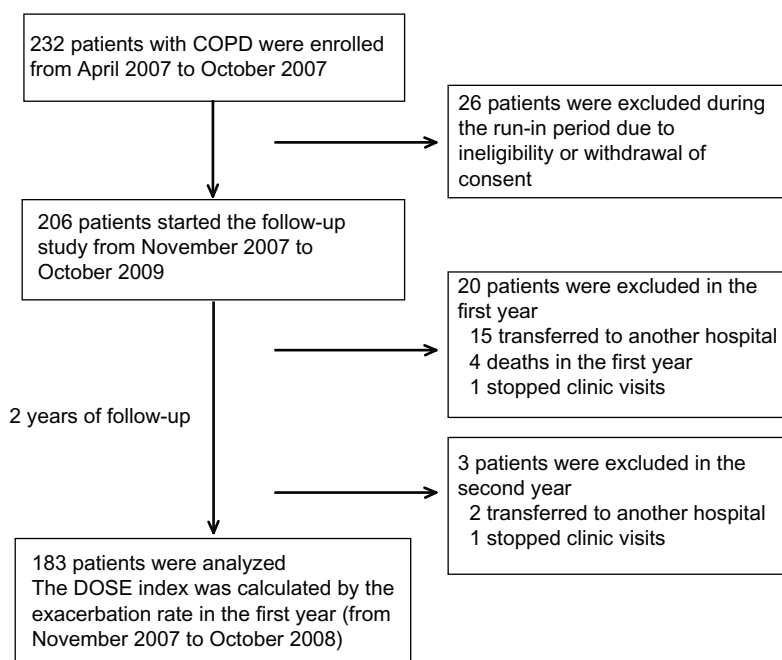 232 patients with COPD were enrolled
from April 2007 to October 2007
26 patients were excluded during
the run-in period due to
ineligibility or withdrawal of
consent
206 patients started the follow-up
study from November 2007 to
October 2009
20 patients were excluded in the
first year
15 transferred to another hospital
4 deaths in the first year
1 stopped clinic visits
2 years of follow-up
3 patients were excluded in the
second year
2 transferred to another hospital
1 stopped clinic visits
183 patients were analyzed
The DOSE index was calculated by the
exacerbation rate in the first year (from
November 2007 to October 2008)